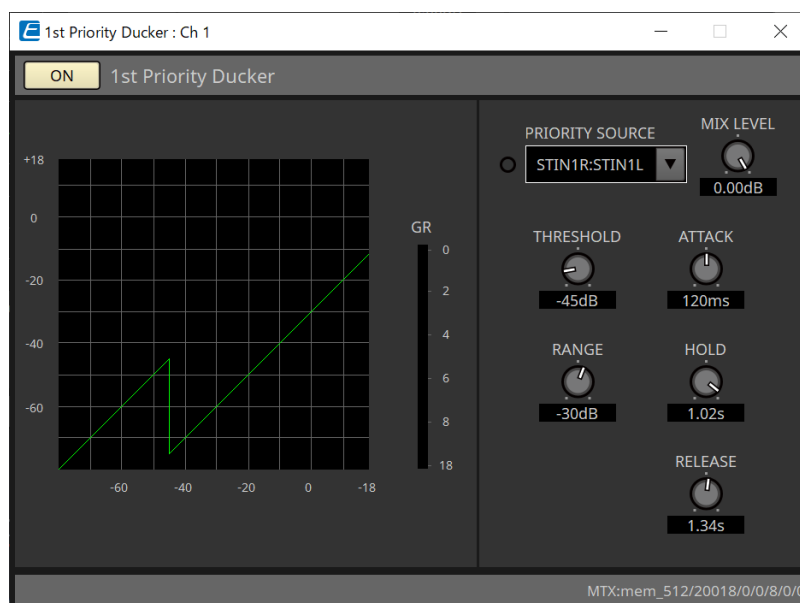 1st Priority Ducker : Ch 1
ON
1st Priority Ducker
+18
0
-20
-40
-60
-60
-40
-20
0
-18
GR
0
2
4
6
8
18
PRIORITY SOURCE
STIN1R:STIN1L
MIX LEVEL
0.00dB
THRESHOLD
-45dB
ATTACK
120ms
RANGE
-30dB
HOLD
1.02s
RELEASE
1.34s
MTX:mem_512/20018/0/0/8/0/0